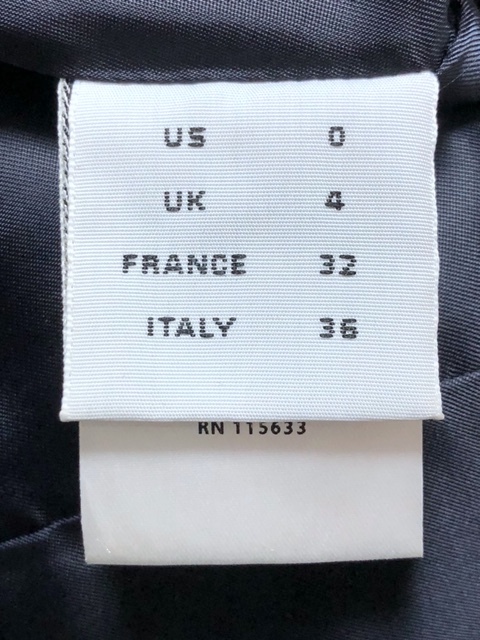 US 0
UK 4
FRANCE 32
ITALY 36
RN 115633